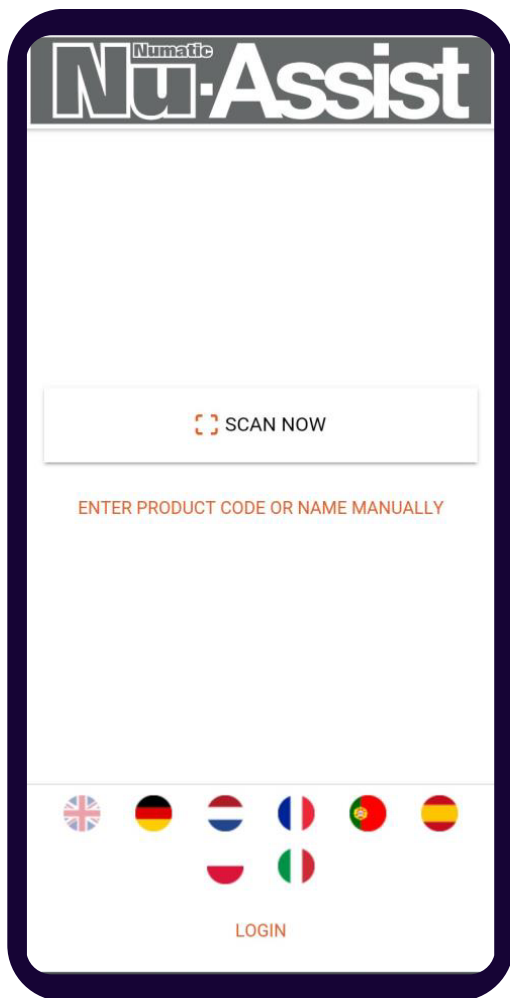 Numatic
Nu-Assist
SCAN NOW
ENTER PRODUCT CODE OR NAME MANUALLY
LOGIN